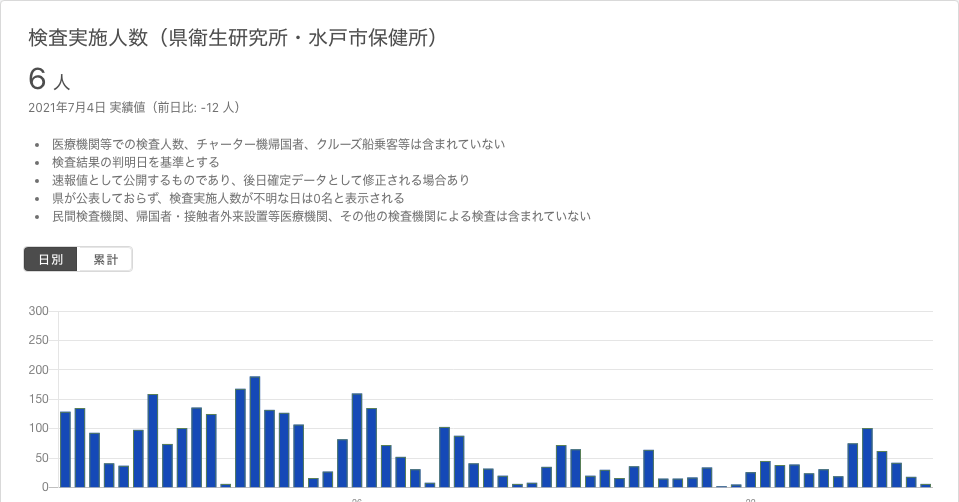 検査実施人数（県衛生研究所・水戸市保健所）
6 人
2021年7月4日 実績値（前日比: -12 人）
• 医療機関等での検査人数、チャーター機帰国者、クルーズ船乗客等は含まれていない
• 検査結果の判明日を基準とする
• 速報値として公開するものであり、後日確定データとして修正される場合あり
• 県が公表しておらず、検査実施人数が不明な日は0名と表示される
• 民間検査機関、帰国者・接触者外来設置等医療機関、その他の検査機関による検査は含まれていない
日別 累計
300
250
200
150
100
50
0